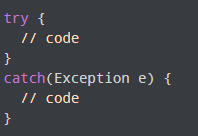 try {
  // code
}
catch(Exception e) {
  // code
}